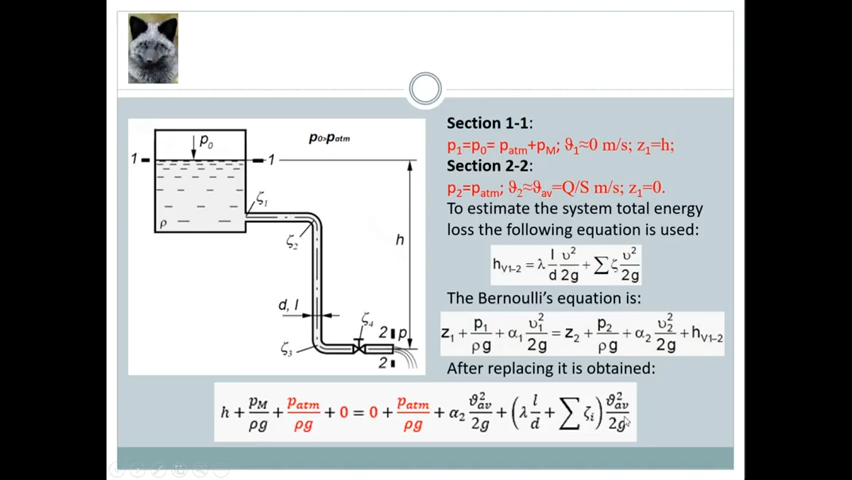 p₀>pₐₜₘ
p₀
1
1
ζ₁
ρ
ζ₂
h
d, l
ζ₄
2
p
ζ₃
2
Section 1-1:
p₁=p₀= pₐₜₘ+p_M; ϑ₁≈0 m/s; z₁=h;
Section 2-2:
p₂=pₐₜₘ; ϑ₂≈ϑₐᵥ=Q/S m/s; z₁=0.
To estimate the system total energy
loss the following equation is used:
h_{V1–2} = λ l/d υ²/2g + ∑ ζ υ²/2g
The Bernoulli's equation is:
z₁ + p₁/ρg + α₁ υ₁²/2g = z₂ + p₂/ρg + α₂ υ₂²/2g + h_{V1–2}
After replacing it is obtained:
h + p_M/ρg + pₐₜₘ/ρg + 0 = 0 + pₐₜₘ/ρg + α₂ ϑₐᵥ²/2g + (λ l/d + ∑ ζᵢ) ϑₐᵥ²/2g